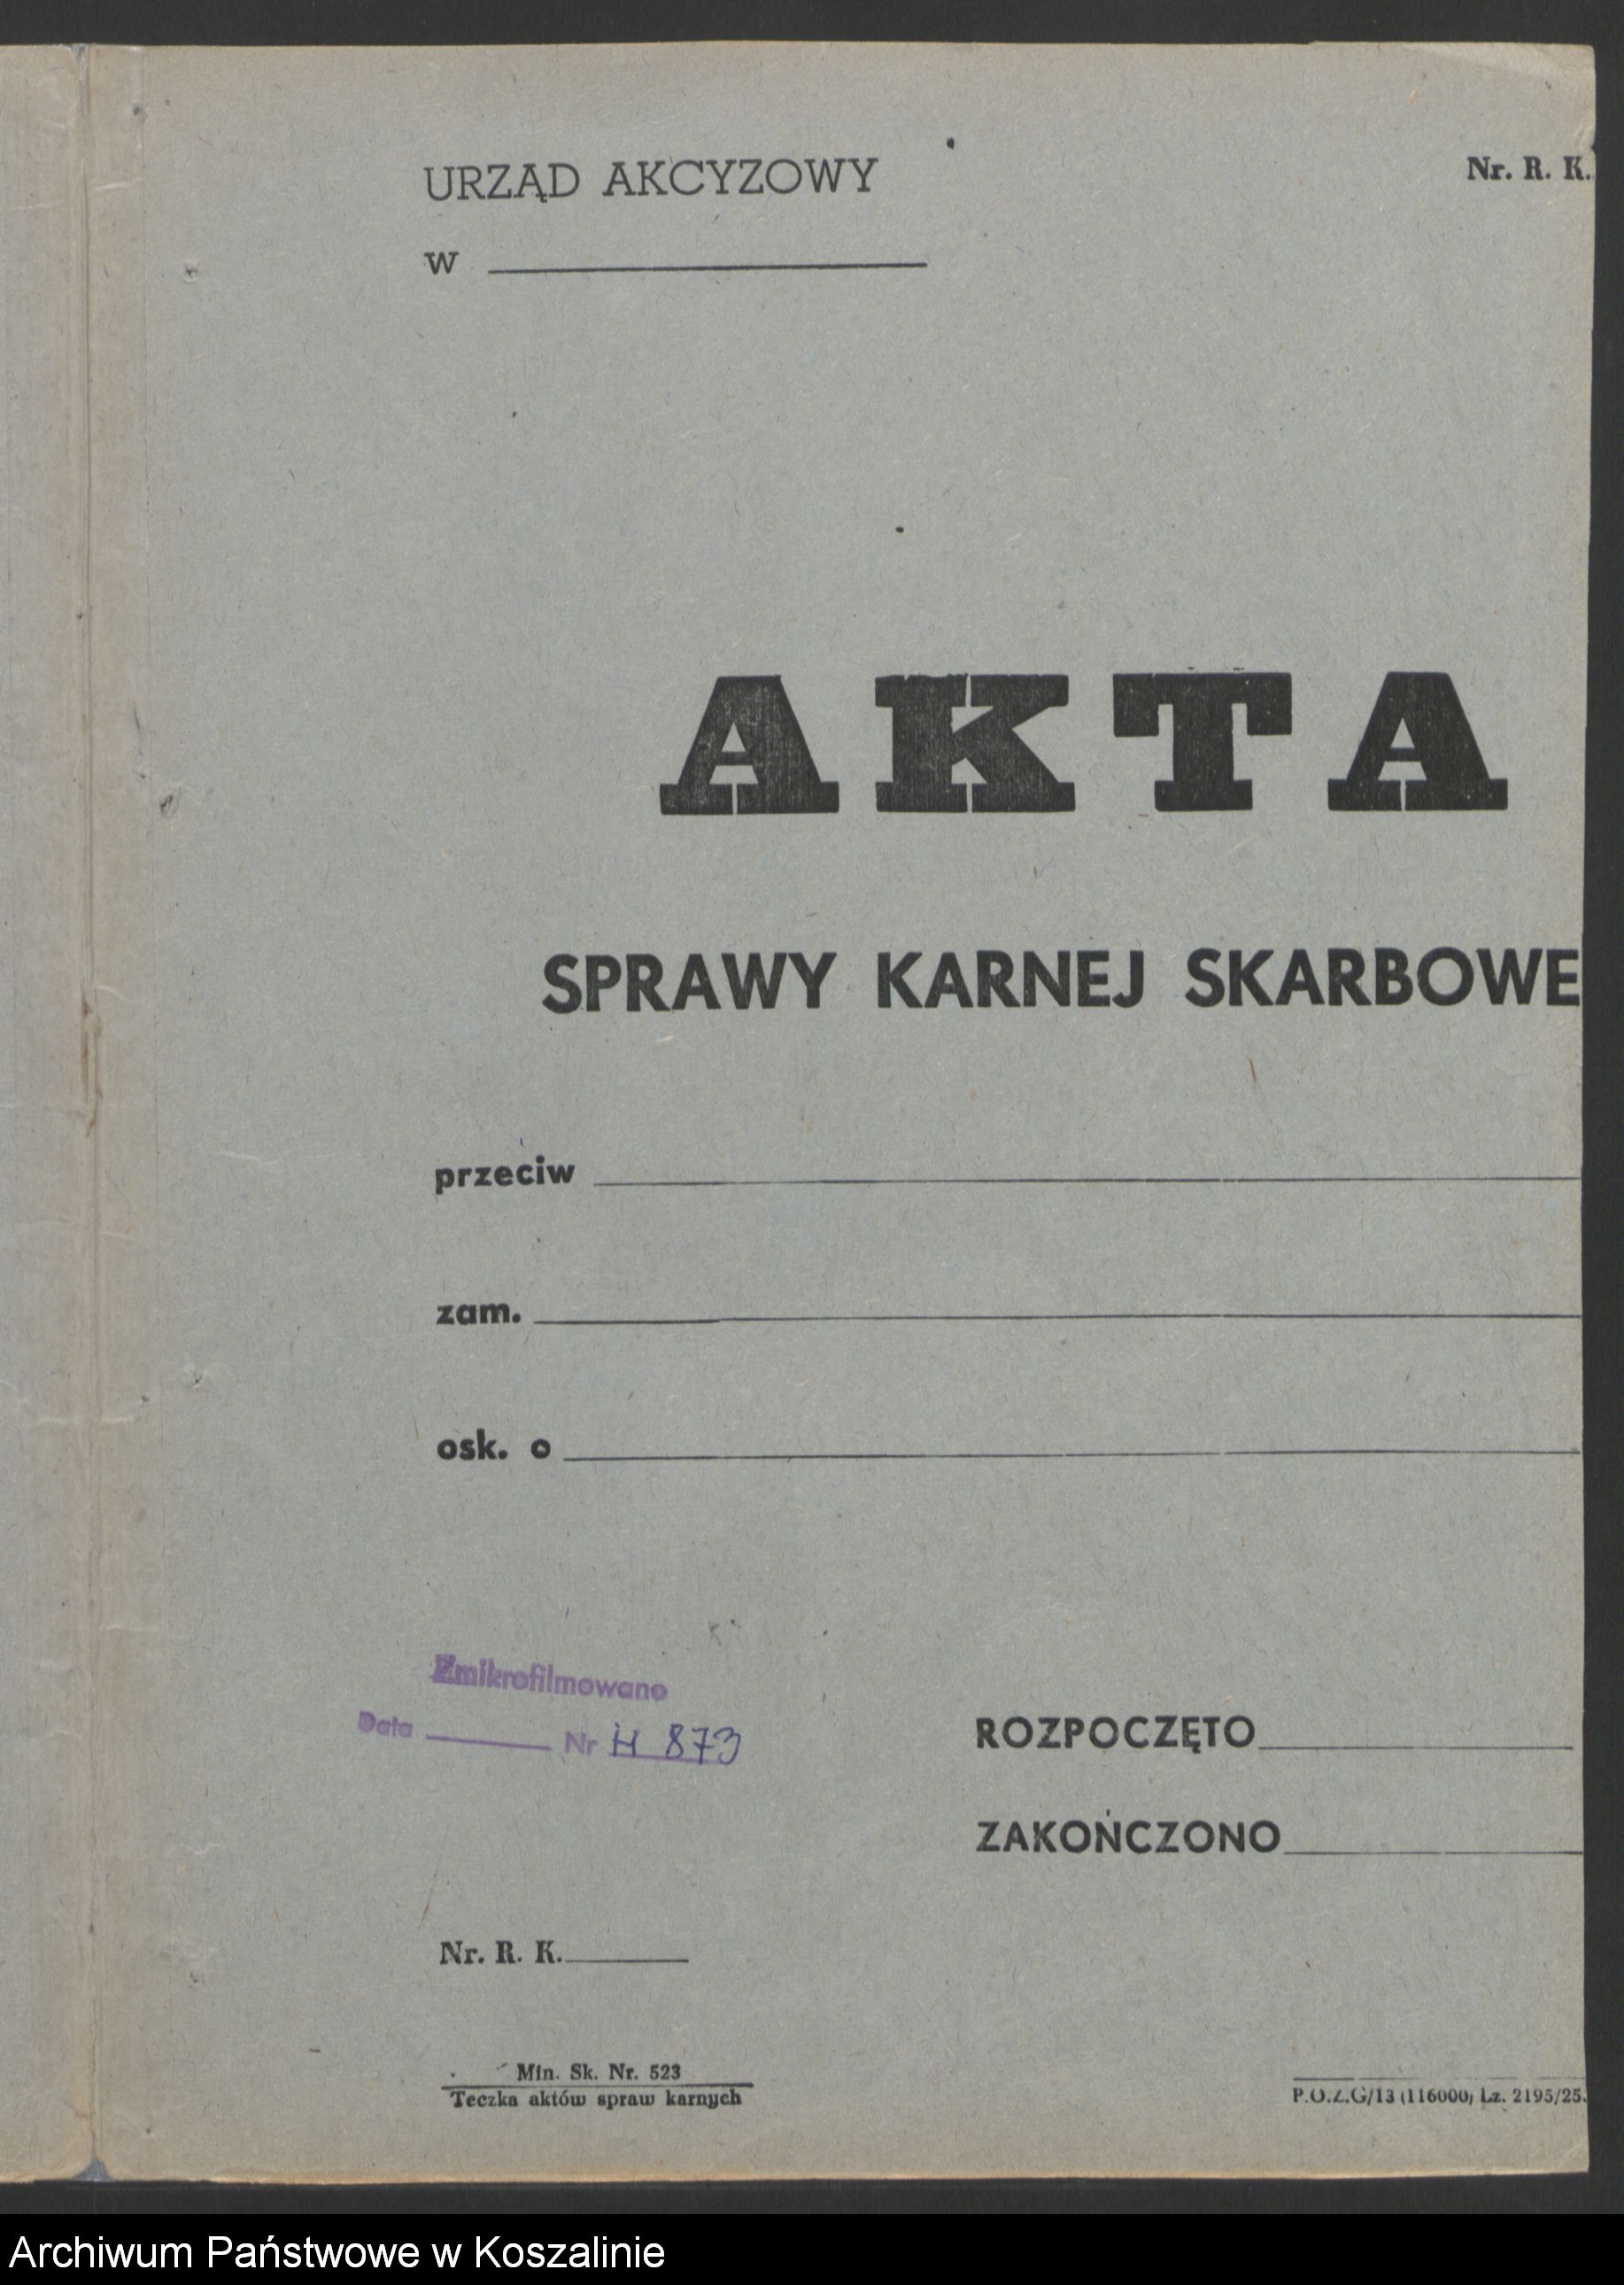 URZĄD AKCYZOWY
Nr. R. K.
w
AKTA
SPRAWY KARNEJ SKARBOWE
przeciw
zam.
osk. o
Zmikrofilmowano
Data Nr H 873
ROZPOCZĘTO
ZAKOŃCZONO
Nr. R. K.
Min. Sk. Nr. 523
Teczka aktów spraw karnych
P.O.Z.G/13 (116000) Lz. 2195/25.
Archiwum Państwowe w Koszalinie